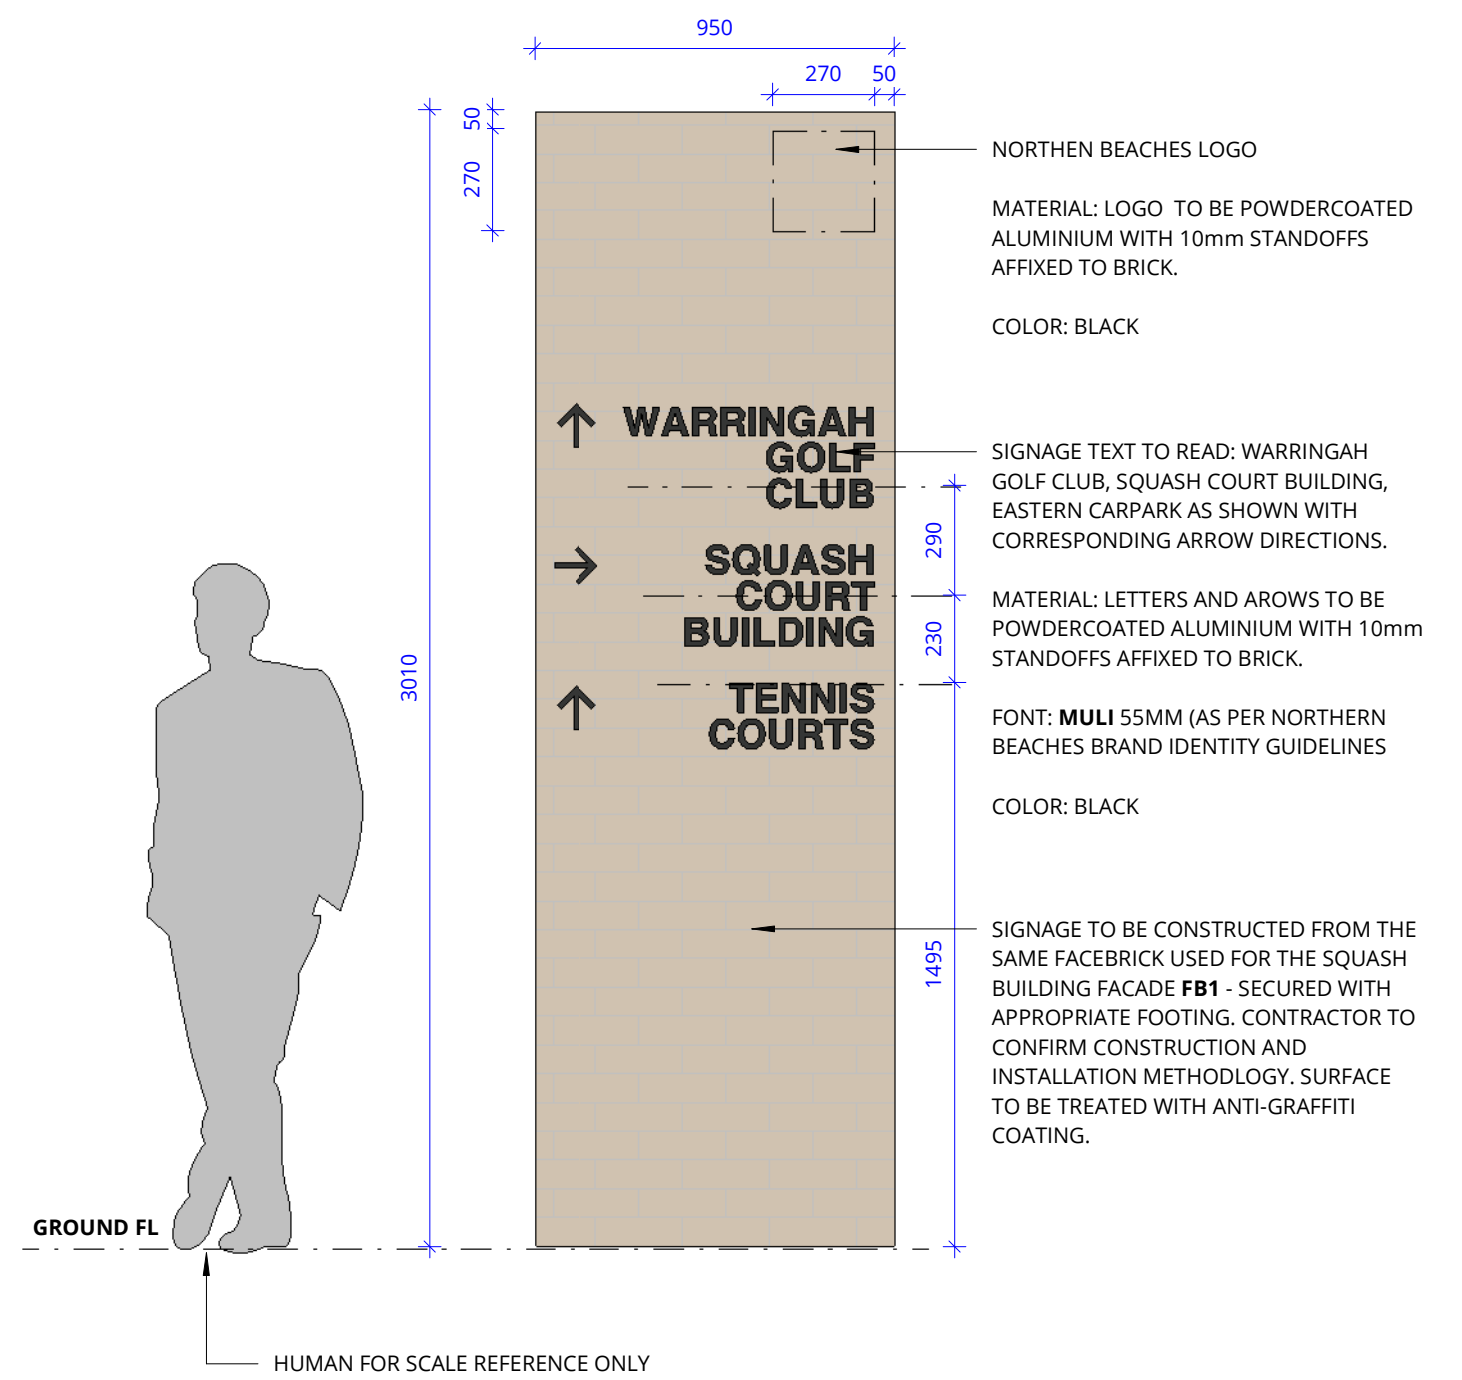 950
270
50
50
270
3010
NORTHEN BEACHES LOGO
MATERIAL: LOGO  TO BE POWDERCOATED
ALUMINIUM WITH 10mm STANDOFFS
AFFIXED TO BRICK.
COLOR: BLACK
WARRINGAH
GOLF
CLUB
SQUASH
COURT
BUILDING
TENNIS
COURTS
290
230
1495
SIGNAGE TEXT TO READ: WARRINGAH
GOLF CLUB, SQUASH COURT BUILDING,
EASTERN CARPARK AS SHOWN WITH
CORRESPONDING ARROW DIRECTIONS.
MATERIAL: LETTERS AND AROWS TO BE
POWDERCOATED ALUMINIUM WITH 10mm
STANDOFFS AFFIXED TO BRICK.
FONT: MULI 55MM (AS PER NORTHERN
BEACHES BRAND IDENTITY GUIDELINES
COLOR: BLACK
SIGNAGE TO BE CONSTRUCTED FROM THE
SAME FACEBRICK USED FOR THE SQUASH
BUILDING FACADE FB1 - SECURED WITH
APPROPRIATE FOOTING. CONTRACTOR TO
CONFIRM CONSTRUCTION AND
INSTALLATION METHODLOGY. SURFACE
TO BE TREATED WITH ANTI-GRAFFITI
COATING.
GROUND FL
HUMAN FOR SCALE REFERENCE ONLY